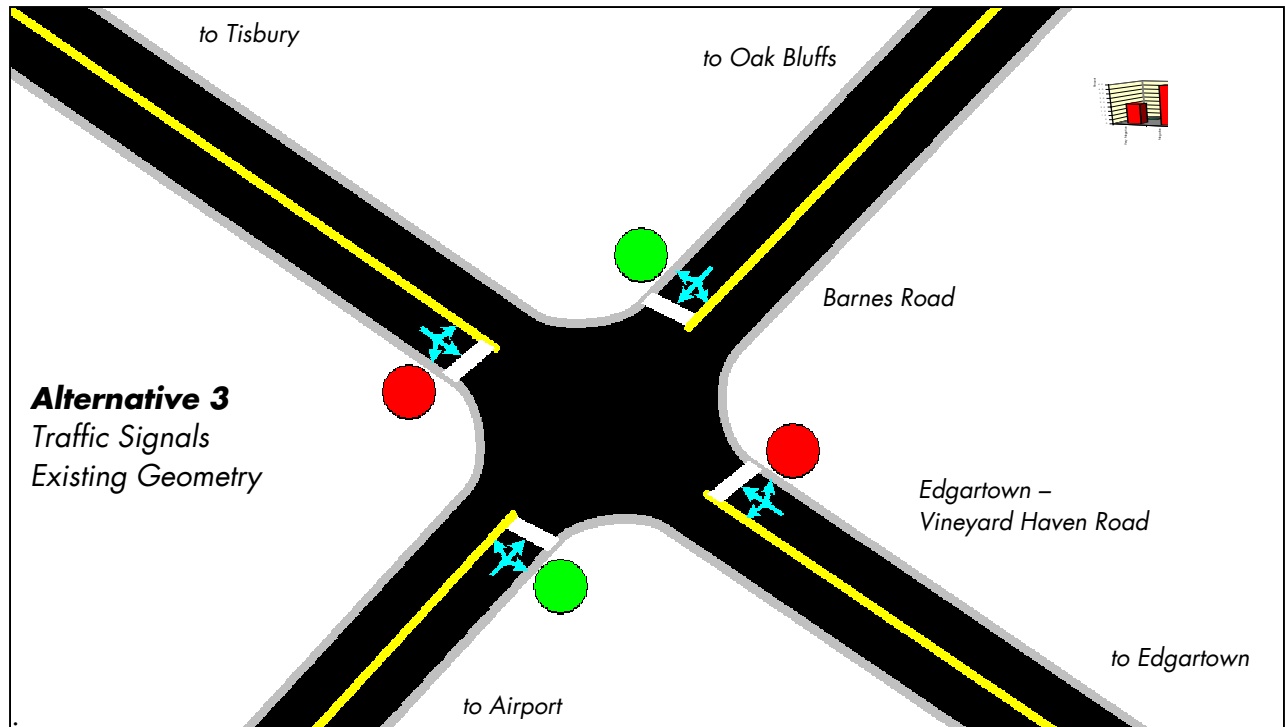 to Tisbury
to Oak Bluffs
Barnes Road
Alternative 3
Traffic Signals
Existing Geometry
Edgartown –
Vineyard Haven Road
to Edgartown
to Airport